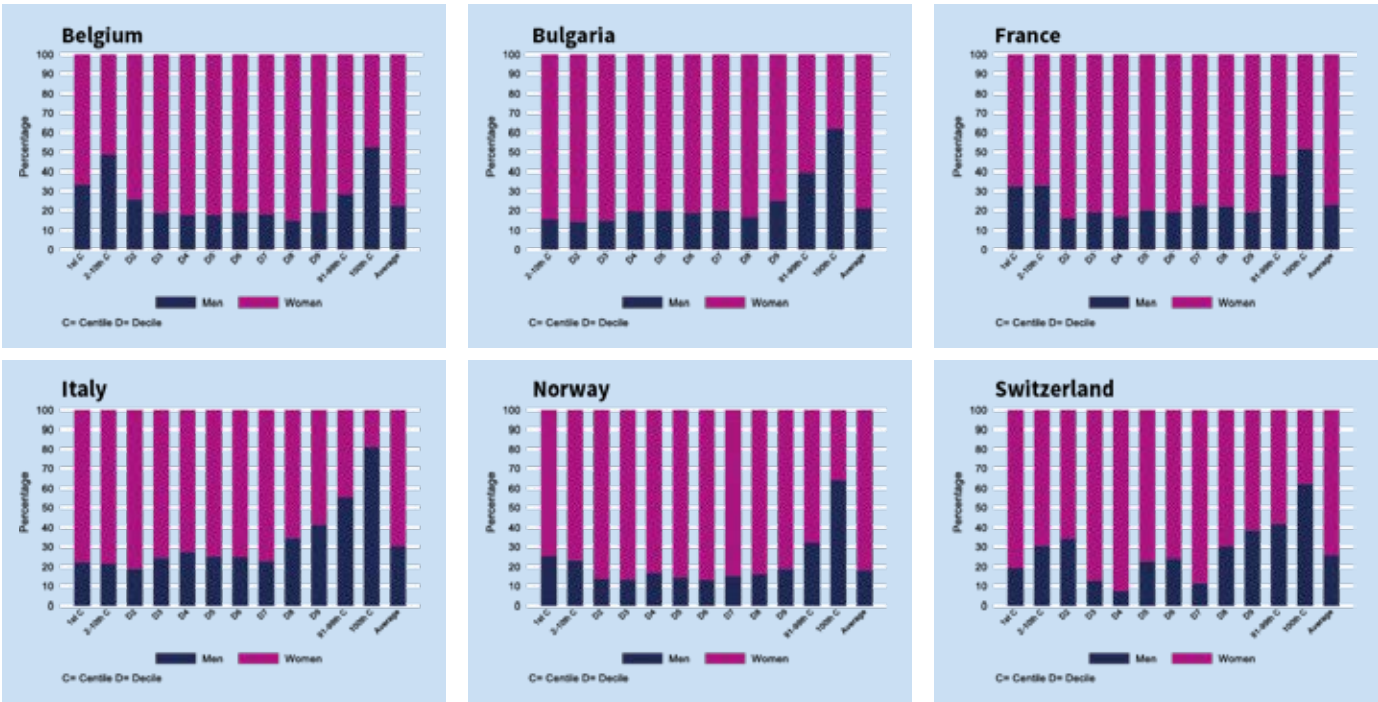 Belgium
100
90
80
70
60
50
40
30
20
10
0
Percentage
1st C 2-10th C D2 D3 D4 D5 D6 D7 D8 D9 91-99th C 100th C Average
Men Women
C= Centile D= Decile
Bulgaria
100
90
80
70
60
50
40
30
20
10
0
Percentage
2-10th C D2 D3 D4 D5 D6 D7 D8 D9 91-99th C 100th C Average
Men Women
C= Centile D= Decile
France
100
90
80
70
60
50
40
30
20
10
0
Percentage
1st C 2-10th C D2 D3 D4 D5 D6 D7 D8 D9 91-99th C 100th C Average
Men Women
C= Centile D= Decile
Italy
100
90
80
70
60
50
40
30
20
10
0
Percentage
1st C 2-10th C D2 D3 D4 D5 D6 D7 D8 D9 91-99th C 100th C Average
Men Women
C= Centile D= Decile
Norway
100
90
80
70
60
50
40
30
20
10
0
Percentage
1st C 2-10th C D2 D3 D4 D5 D6 D7 D8 D9 91-99th C 100th C Average
Men Women
C= Centile D= Decile
Switzerland
100
90
80
70
60
50
40
30
20
10
0
Percentage
1st C 2-10th C D2 D3 D4 D5 D6 D7 D8 D9 91-99th C 100th C Average
Men Women
C= Centile D= Decile